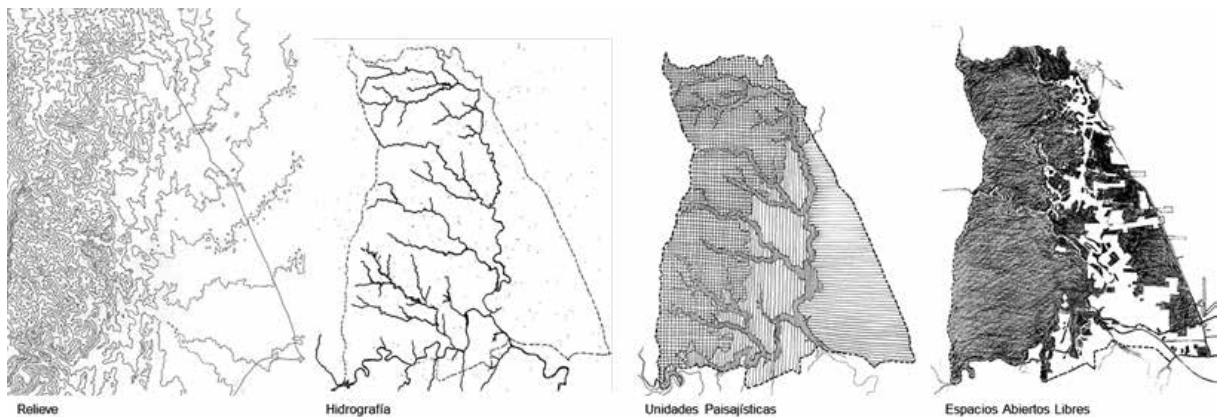 Relieve
Hidrografía
Unidades Paisajísticas
Espacios Abiertos Libres